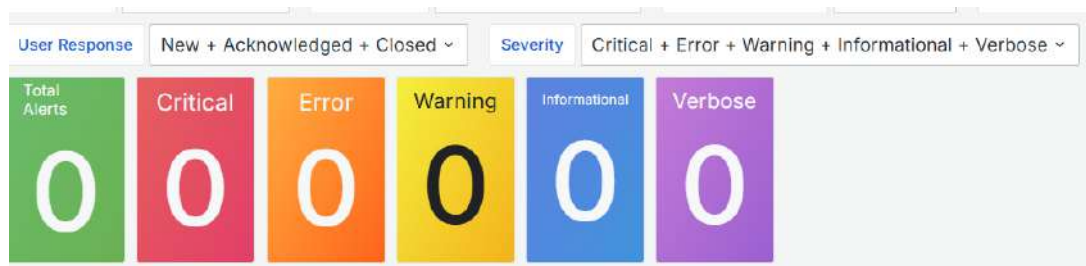 User Response New + Acknowledged + Closed Severity Critical + Error + Warning + Informational + Verbose
Total
Alerts
0
Critical
0
Error
0
Warning
0
Informational
0
Verbose
0